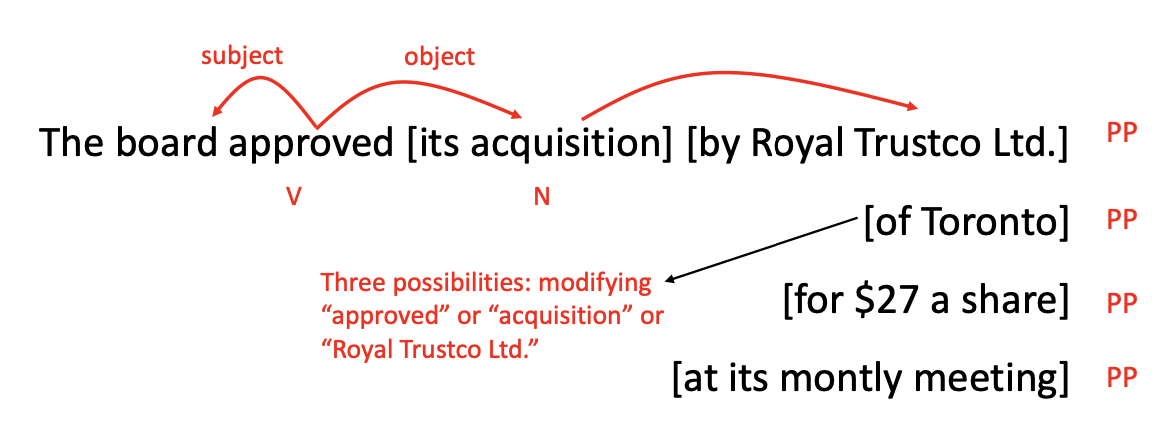 subject object
The board approved [its acquisition] [by Royal Trustco Ltd.] PP
V N
[of Toronto] PP
Three possibilities: modifying
“approved” or “acquisition” or
“Royal Trustco Ltd.”
[for $27 a share] PP
[at its montly meeting] PP